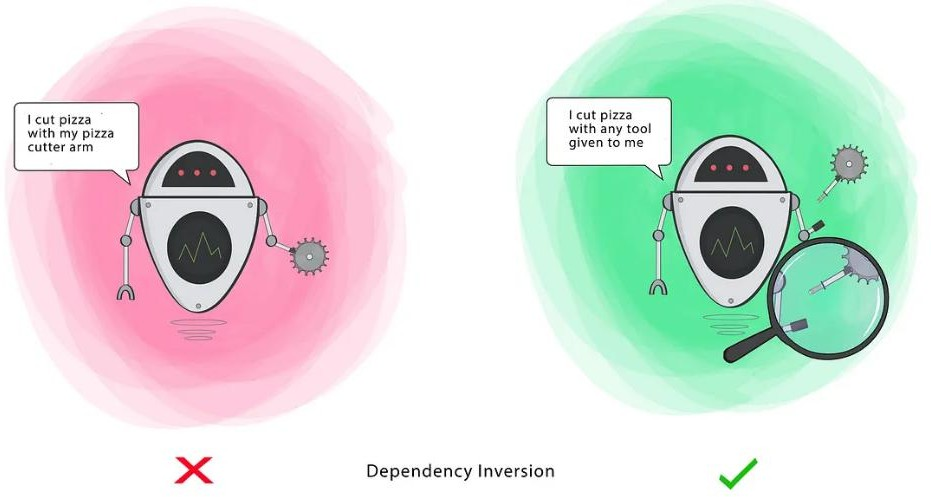 I cut pizza
with my pizza
cutter arm
I cut pizza
with any tool
given to me
Dependency Inversion